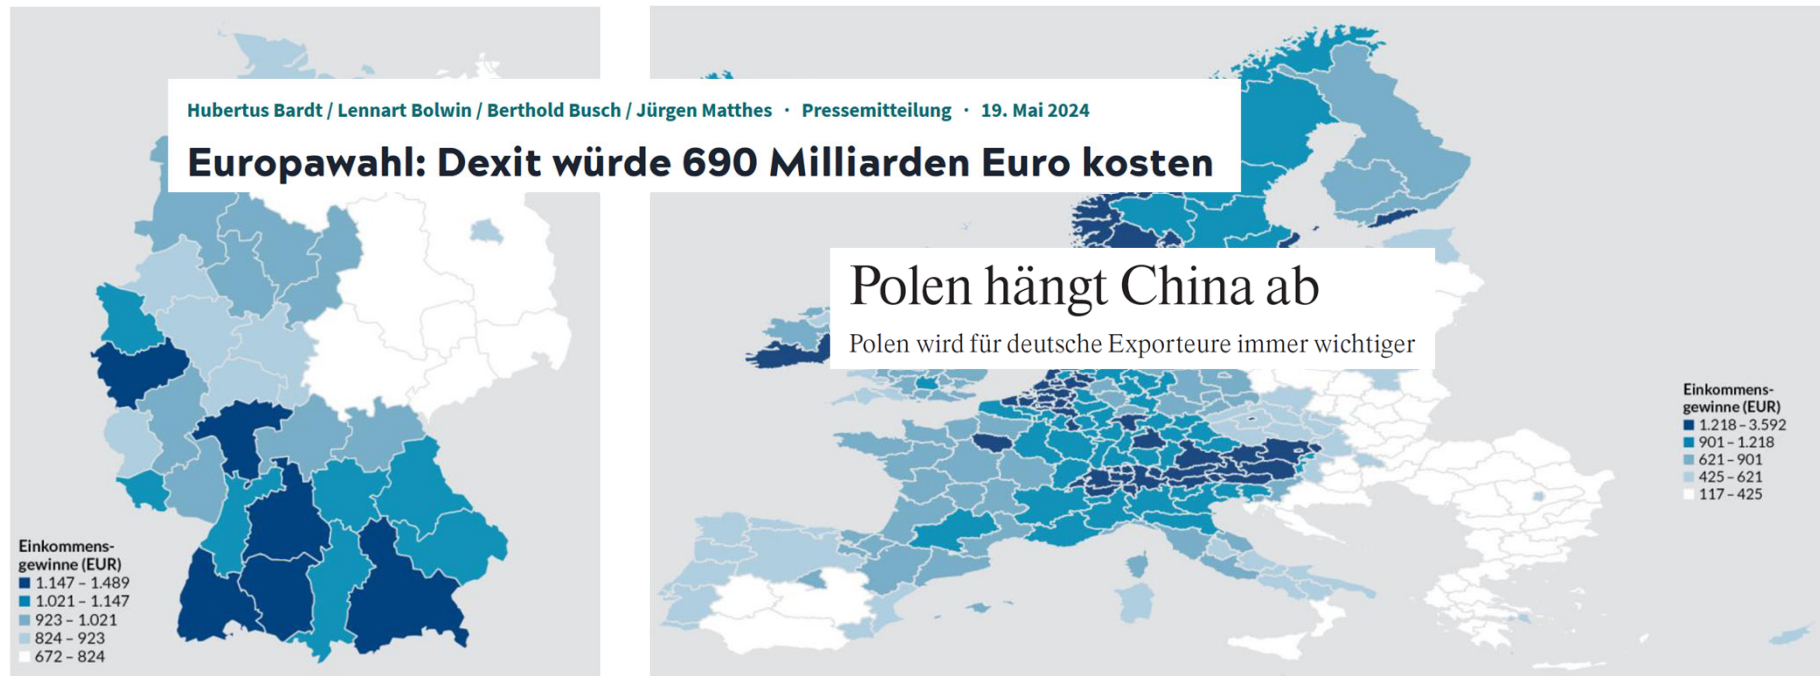 Hubertus Bardt / Lennart Bolwin / Berthold Busch / Jürgen Matthes · Pressemitteilung · 19. Mai 2024
Europawahl: Dexit würde 690 Milliarden Euro kosten
Polen hängt China ab
Polen wird für deutsche Exporteure immer wichtiger
Einkommens-
gewinne (EUR)
1.147 – 1.489
1.021 – 1.147
923 – 1.021
824 – 923
672 – 824
Einkommens-
gewinne (EUR)
1.218 – 3.592
901 – 1.218
621 – 901
425 – 621
117 – 425